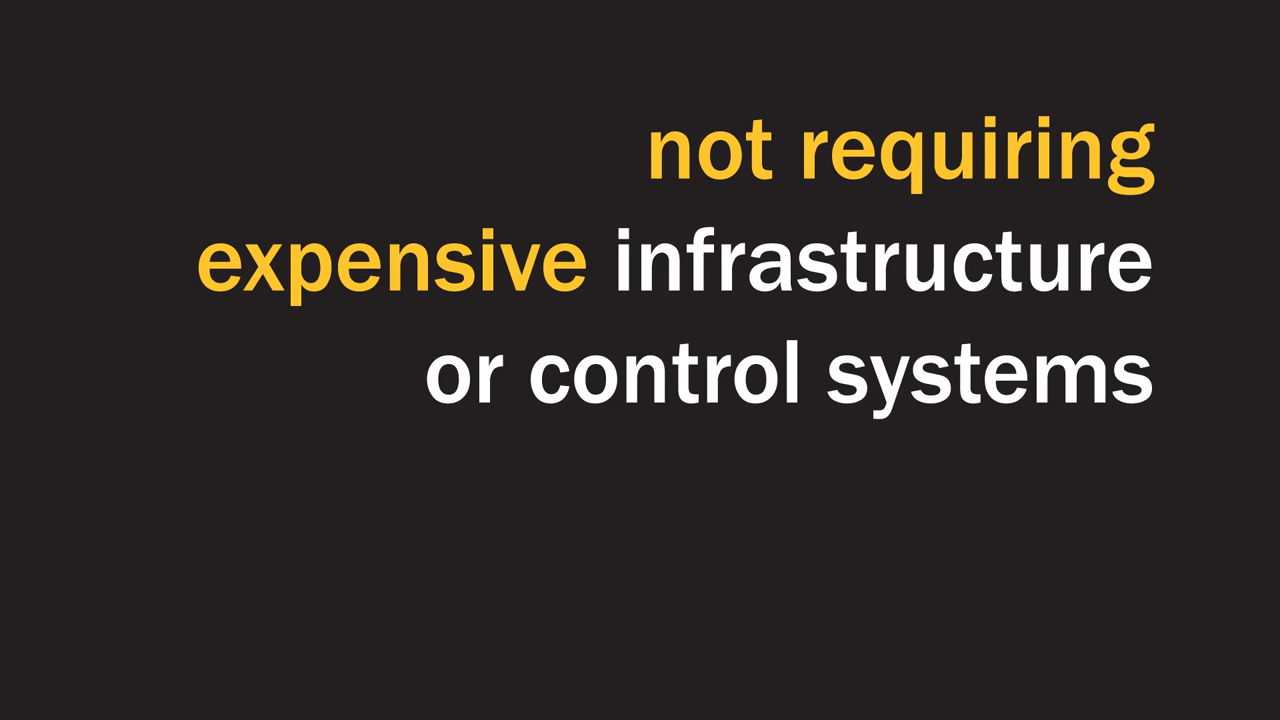 not requiring
expensive infrastructure
or control systems